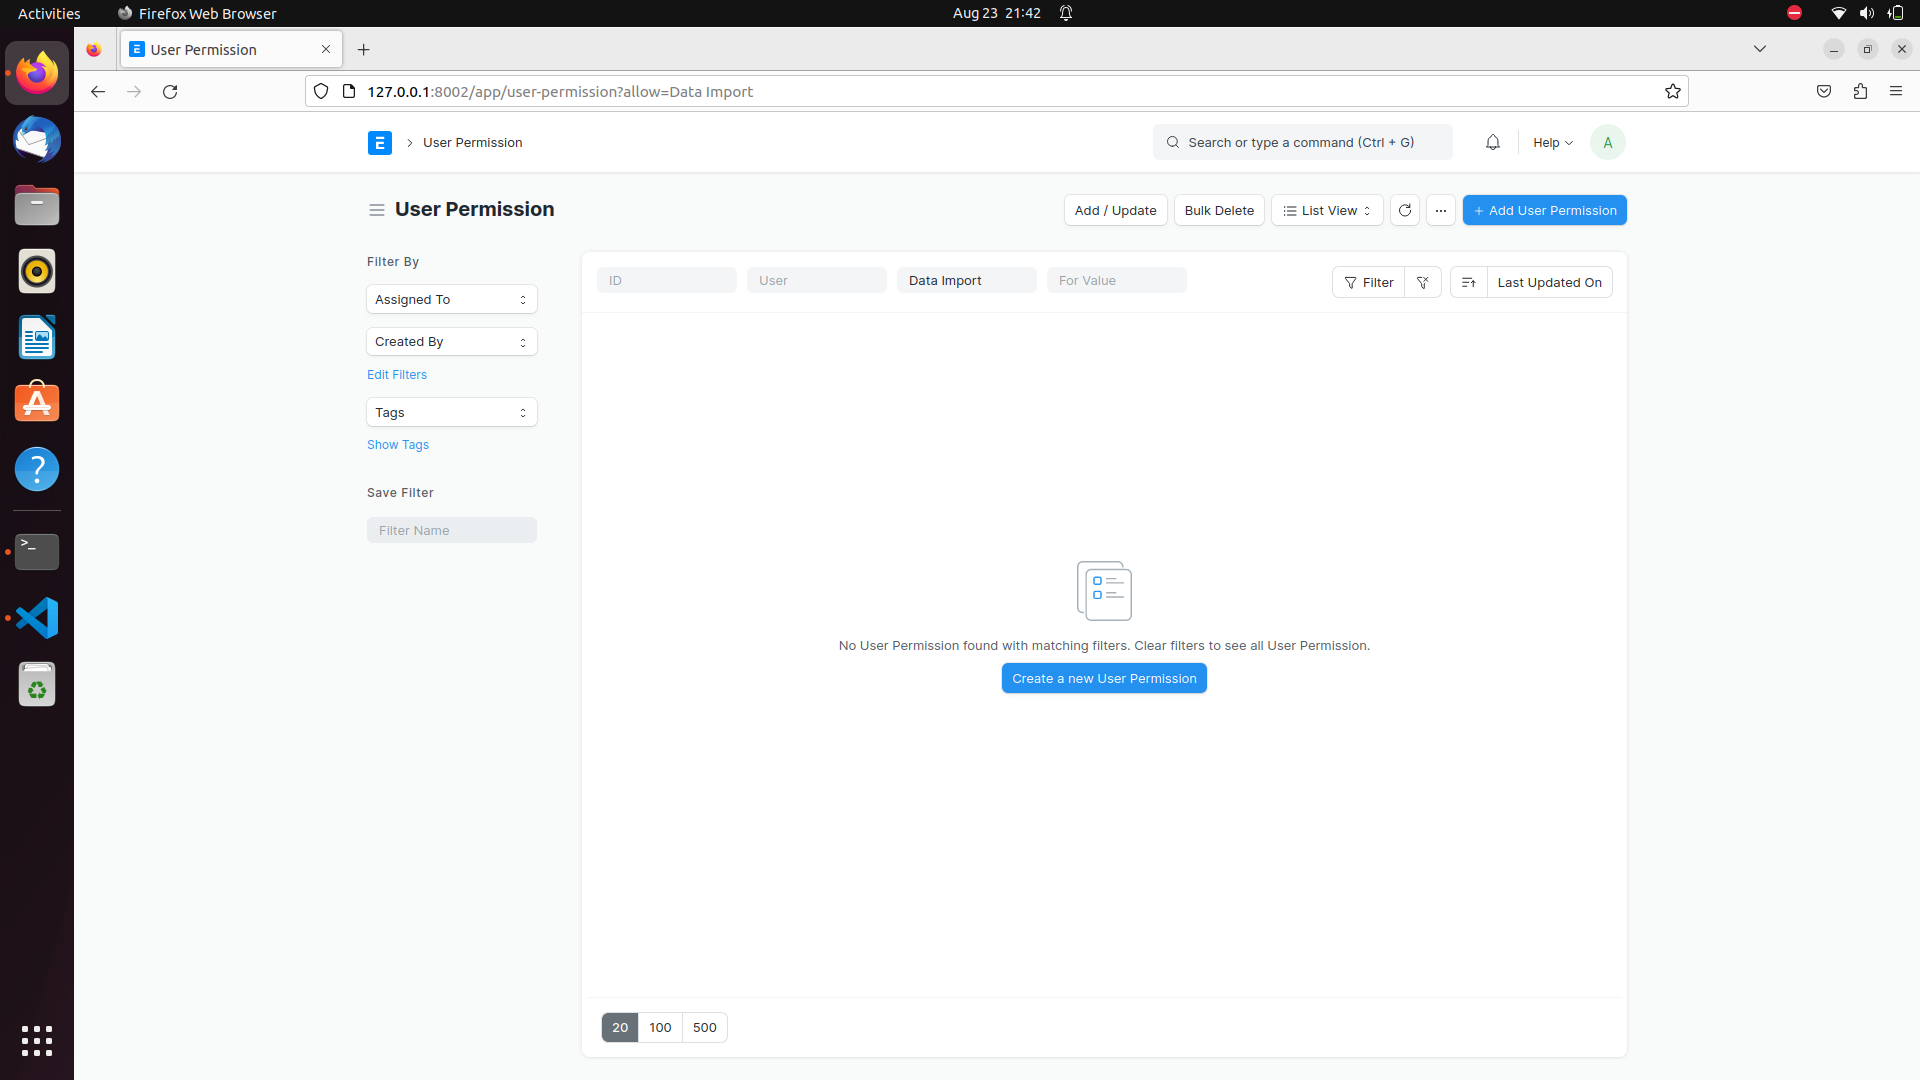 Activities
Firefox Web Browser
Aug 23 21:42
User Permission
127.0.0.1:8002/app/user-permission?allow=Data Import
E
User Permission
Search or type a command (Ctrl + G)
Help
A
User Permission
Add / Update
Bulk Delete
List View
Add User Permission
Filter By
Assigned To
Created By
Edit Filters
Tags
Show Tags
Save Filter
Filter Name
ID
User
Data Import
For Value
Filter
Last Updated On
No User Permission found with matching filters. Clear filters to see all User Permission.
Create a new User Permission
20
100
500